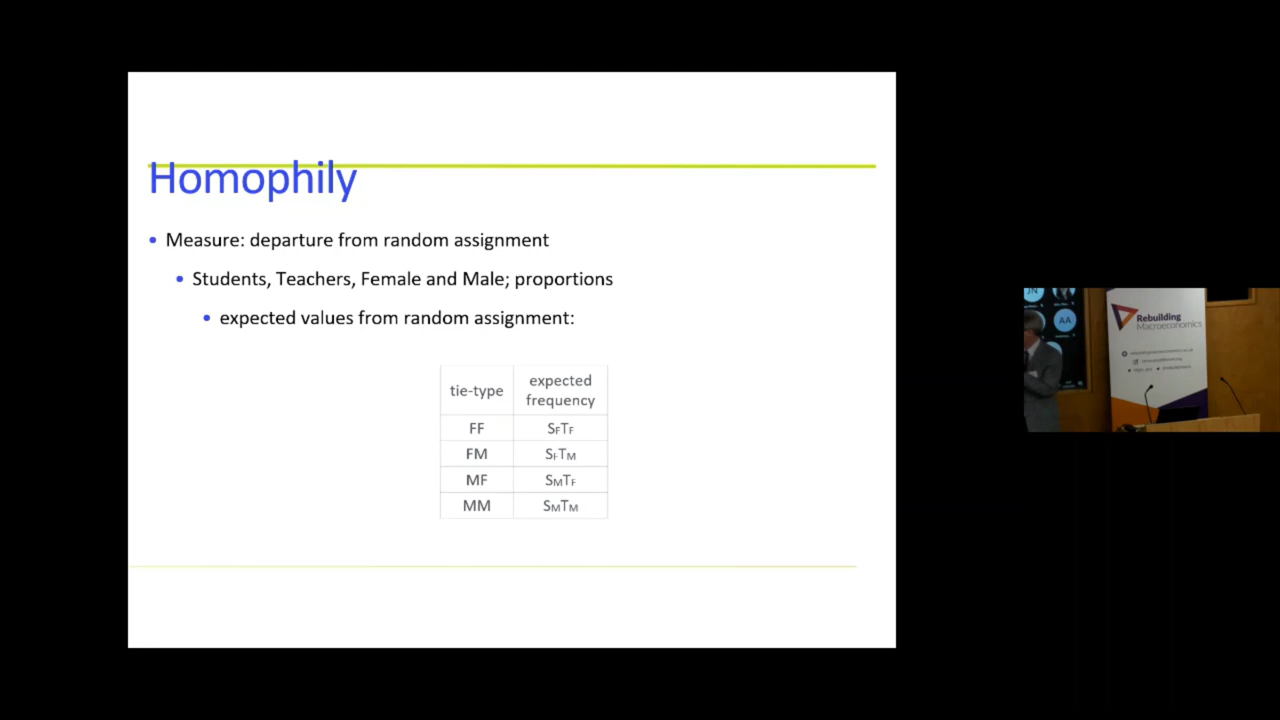 Homophily
• Measure: departure from random assignment
• Students, Teachers, Female and Male; proportions
• expected values from random assignment:
tie-type expected frequency
FF SFTF
FM SFTM
MF SMTF
MM SMTM
JN
AA
Rebuilding
Macroeconomics